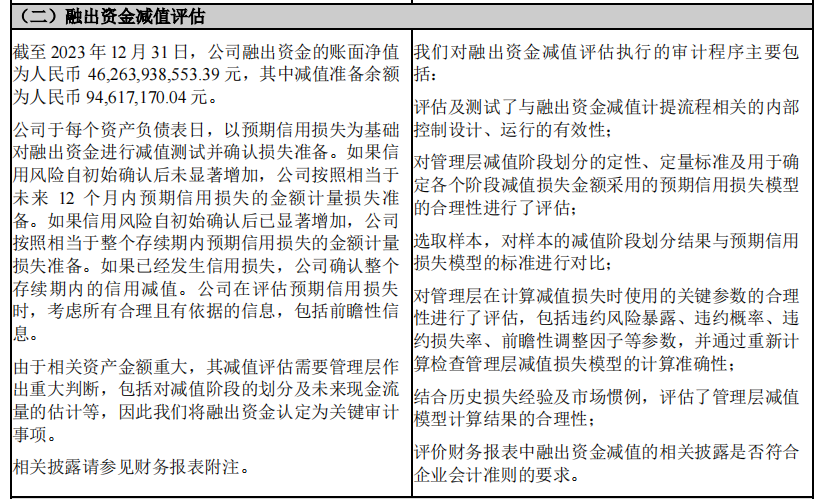 （二）融出资金减值评估
截至 2023 年 12 月 31 日，公司融出资金的账面净值
为人民币 46,263,938,553.39 元，其中减值准备余额
为人民币 94,617,170.04 元。
公司于每个资产负债表日，以预期信用损失为基础
对融出资金进行减值测试并确认损失准备。如果信
用风险自初始确认后未显著增加，公司按照相当于
未来 12 个月内预期信用损失的金额计量损失准
备。如果信用风险自初始确认后已显著增加，公司
按照相当于整个存续期内预期信用损失的金额计量
损失准备。如果已经发生信用损失，公司确认整个
存续期内的信用减值。公司在评估预期信用损失
时，考虑所有合理且有依据的信息，包括前瞻性信
息。
由于相关资产金额重大，其减值评估需要管理层作
出重大判断，包括对减值阶段的划分及未来现金流
量的估计等，因此我们将融出资金认定为关键审计
事项。
相关披露请参见财务报表附注。
我们对融出资金减值评估执行的审计程序主要包
括：
评估及测试了与融出资金减值计提流程相关的内部
控制设计、运行的有效性；
对管理层减值阶段划分的定性、定量标准及用于确
定各个阶段减值损失金额采用的预期信用损失模型
的合理性进行了评估；
选取样本，对样本的减值阶段划分结果与预期信用
损失模型的标准进行对比；
对管理层在计算减值损失时使用的关键参数的合理
性进行了评估，包括违约风险暴露、违约概率、违
约损失率、前瞻性调整因子等参数，并通过重新计
算检查管理层减值损失模型的计算准确性；
结合历史损失经验及市场惯例，评估了管理层减值
模型计算结果的合理性；
评价财务报表中融出资金减值的相关披露是否符合
企业会计准则的要求。